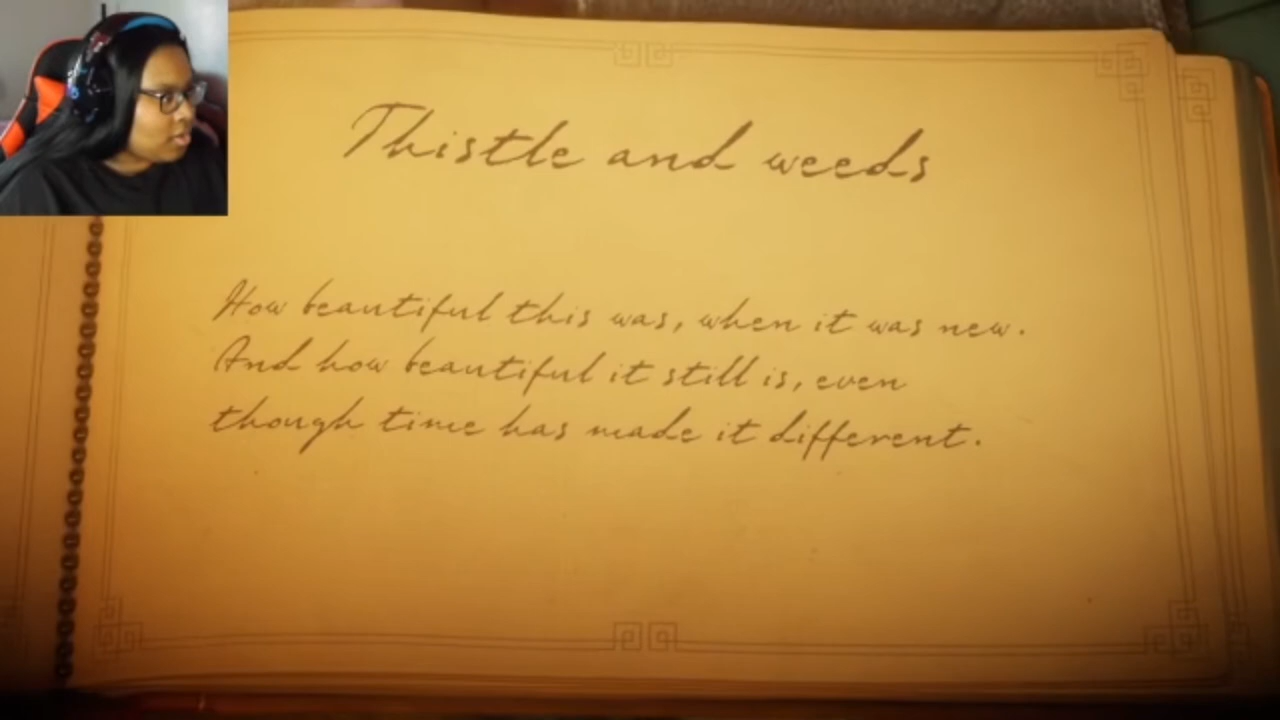 Thistle and weeds
How beautiful this was, when it was new.
And how beautiful it still is, even
though time has made it different.